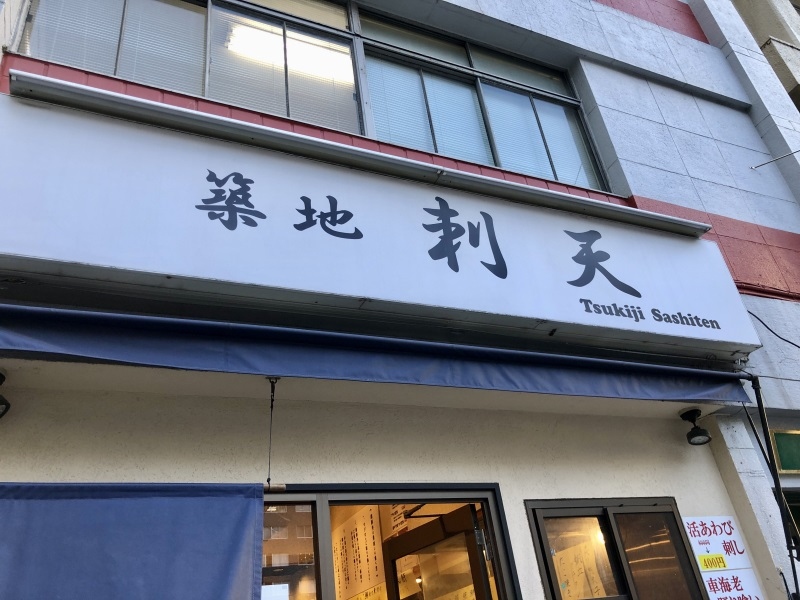 築地 刺天
Tsukiji Sashiten
活あわび
刺し
400円
車海老